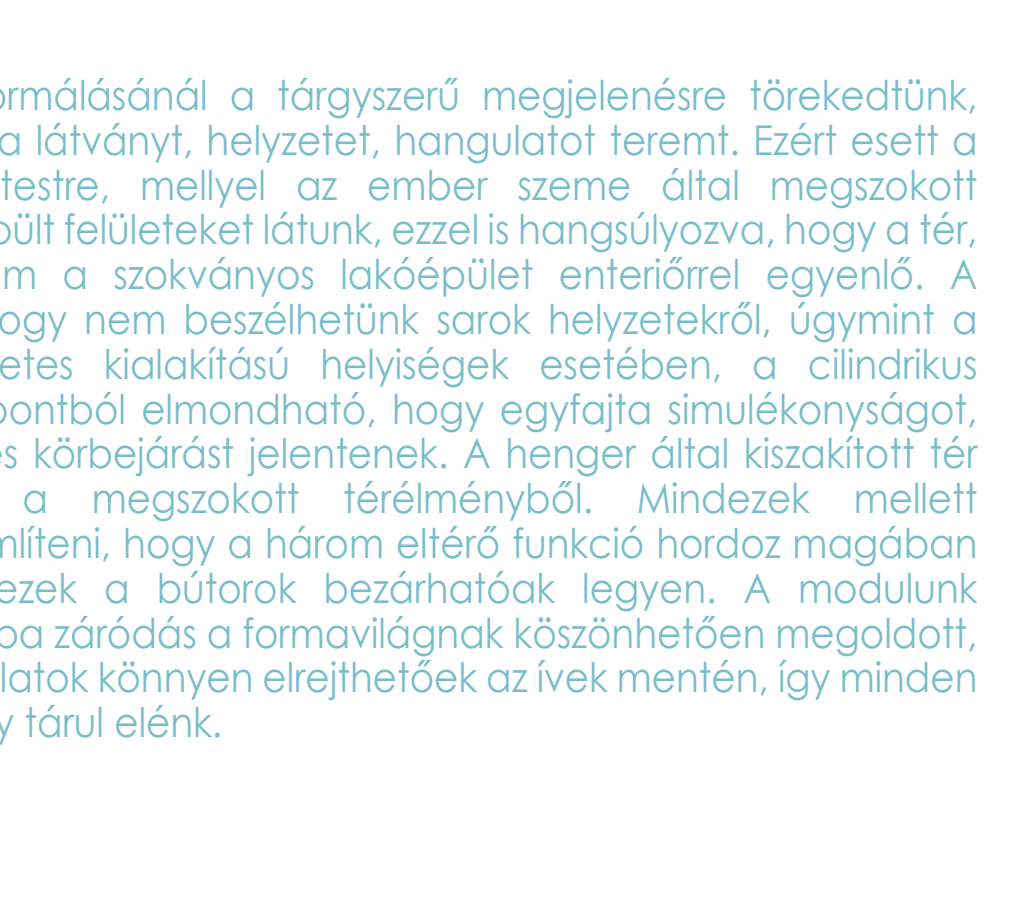 ormálásánál a tárgyszerű megjelenésre törekedtünk,
a látványt, helyzetet, hangulatot teremt. Ezért esett a
testre, mellyel az ember szeme által megszokott
pült felületeket látunk, ezzel is hangsúlyozva, hogy a tér,
em a szokványos lakóépület enteriőrrel egyenlő. A
ogy nem beszélhetünk sarok helyzetekről, úgymint a
etes kialakítású helyiségek esetében, a cilindrikus
pontból elmondható, hogy egyfajta simulékonyságot,
es körbejárást jelentenek. A henger által kiszakított tér
a megszokott térélményből. Mindezek mellett
mlíteni, hogy a három eltérő funkció hordoz magában
ezek a bútorok bezárhatóak legyen. A modulunk
ba záródás a formavilágnak köszönhetően megoldott,
latok könnyen elrejthetőek az ívek mentén, így minden
y tárul elénk.